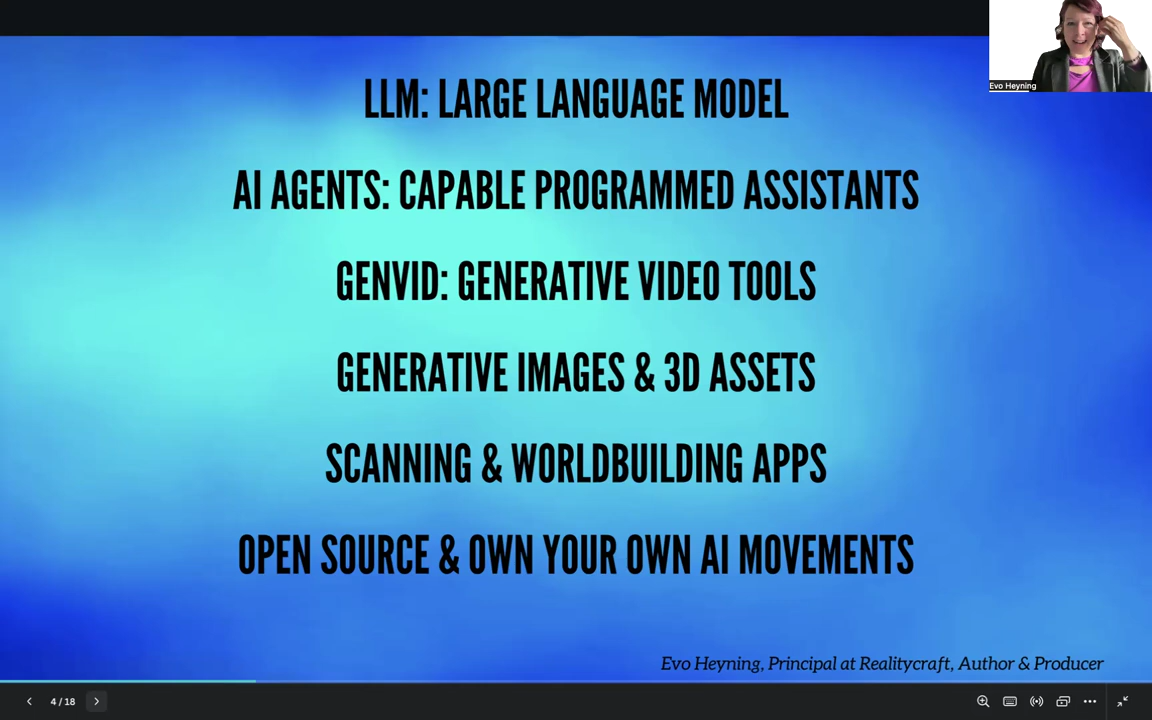 Evo Heyning
LLM: LARGE LANGUAGE MODEL
AI AGENTS: CAPABLE PROGRAMMED ASSISTANTS
GENVID: GENERATIVE VIDEO TOOLS
GENERATIVE IMAGES & 3D ASSETS
SCANNING & WORLDBUILDING APPS
OPEN SOURCE & OWN YOUR OWN AI MOVEMENTS
Evo Heyning, Principal at Realitycraft, Author & Producer
4 / 18